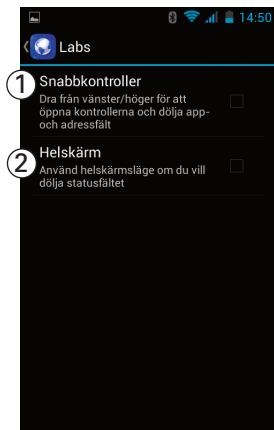 14:50
Labs
1 Snabbkontroller
Dra från vänster/höger för att
öppna kontrollerna och dölja app-
och adressfält
2 Helskärm
Använd helskärmsläge om du vill
dölja statusfältet